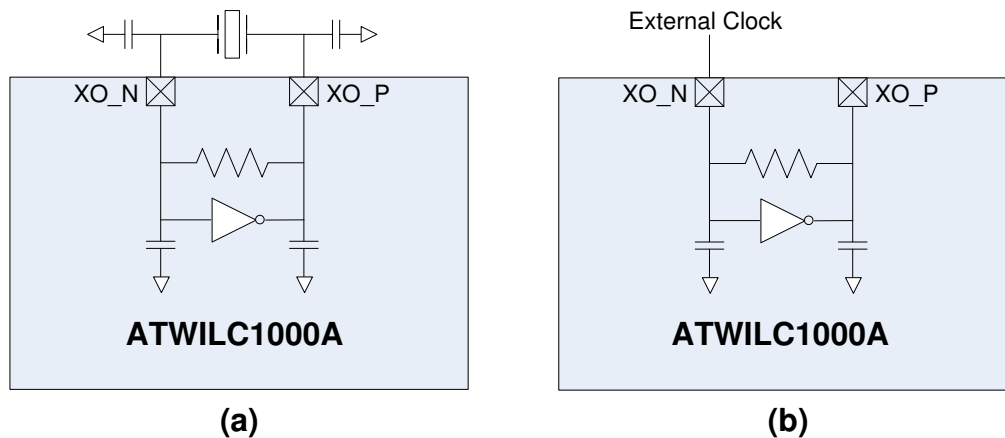 External Clock
XO_N
XO_P
XO_N
XO_P
ATWILC1000A
ATWILC1000A
(a)
(b)